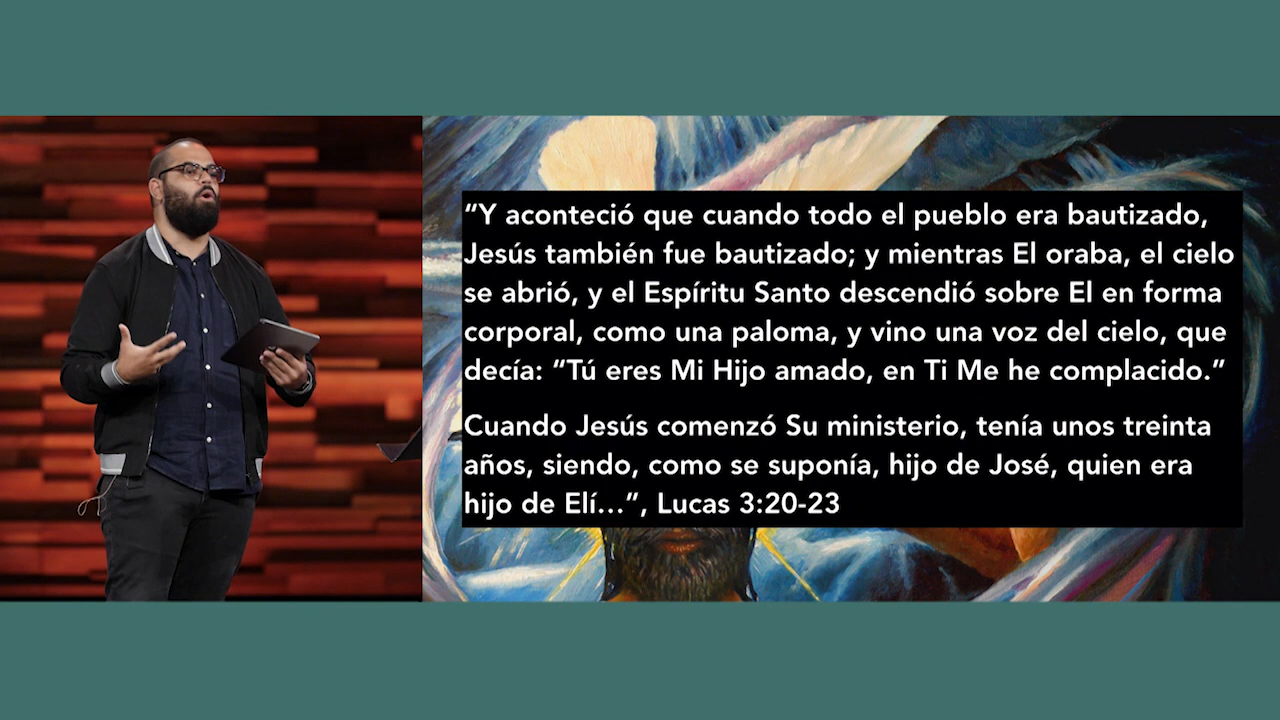 “Y aconteció que cuando todo el pueblo era bautizado,
Jesús también fue bautizado; y mientras El oraba, el cielo
se abrió, y el Espíritu Santo descendió sobre El en forma
corporal, como una paloma, y vino una voz del cielo, que
decía: “Tú eres Mi Hijo amado, en Ti Me he complacido.”
Cuando Jesús comenzó Su ministerio, tenía unos treinta
años, siendo, como se suponía, hijo de José, quien era
hijo de Elí…”, Lucas 3:20-23